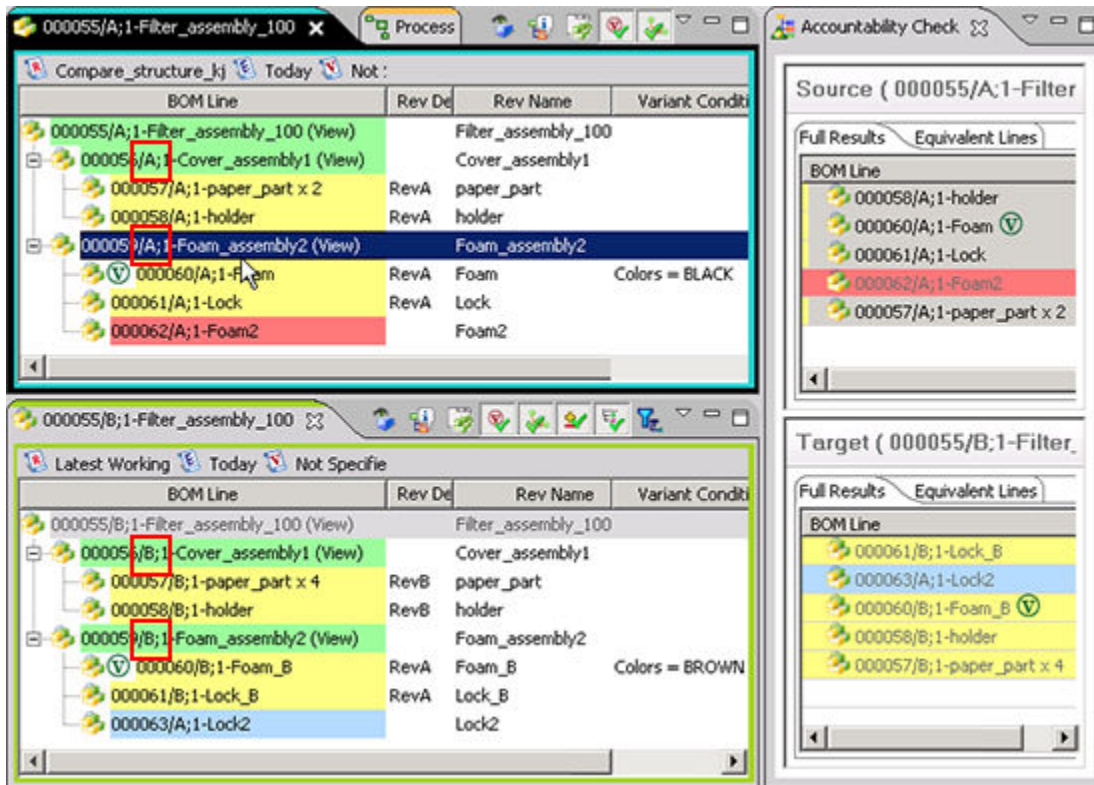 000055/A;1-Filter_assembly_100
Process
Compare_structure_kj Today Not :
BOM Line Rev De Rev Name Variant Conditi
000055/A;1-Filter_assembly_100 (View) Filter_assembly_100
000056/A;1-Cover_assembly1 (View) Cover_assembly1
000057/A;1-paper_part x 2 RevA paper_part
000058/A;1-holder RevA holder
000059/A;1-Foam_assembly2 (View) Foam_assembly2
V 000060/A;1-Foam RevA Foam Colors = BLACK
000061/A;1-Lock RevA Lock
000062/A;1-Foam2 Foam2
000055/B;1-Filter_assembly_100
Latest Working Today Not Specifie
BOM Line Rev De Rev Name Variant Conditi
000055/B;1-Filter_assembly_100 (View) Filter_assembly_100
000056/B;1-Cover_assembly1 (View) Cover_assembly1
000057/B;1-paper_part x 4 RevB paper_part
000058/B;1-holder RevB holder
000059/B;1-Foam_assembly2 (View) Foam_assembly2
V 000060/B;1-Foam_B RevA Foam_B Colors = BROWN
000061/B;1-Lock_B RevA Lock_B
000063/A;1-Lock2 Lock2
Accountability Check
Source ( 000055/A;1-Filter
Full Results Equivalent Lines
BOM Line
000058/A;1-holder
000060/A;1-Foam V
000061/A;1-Lock
000062/A;1-Foam2
000057/A;1-paper_part x 2
Target ( 000055/B;1-Filter_
Full Results Equivalent Lines
BOM Line
000061/B;1-Lock_B
000063/A;1-Lock2
000060/B;1-Foam_B V
000058/B;1-holder
000057/B;1-paper_part x 4